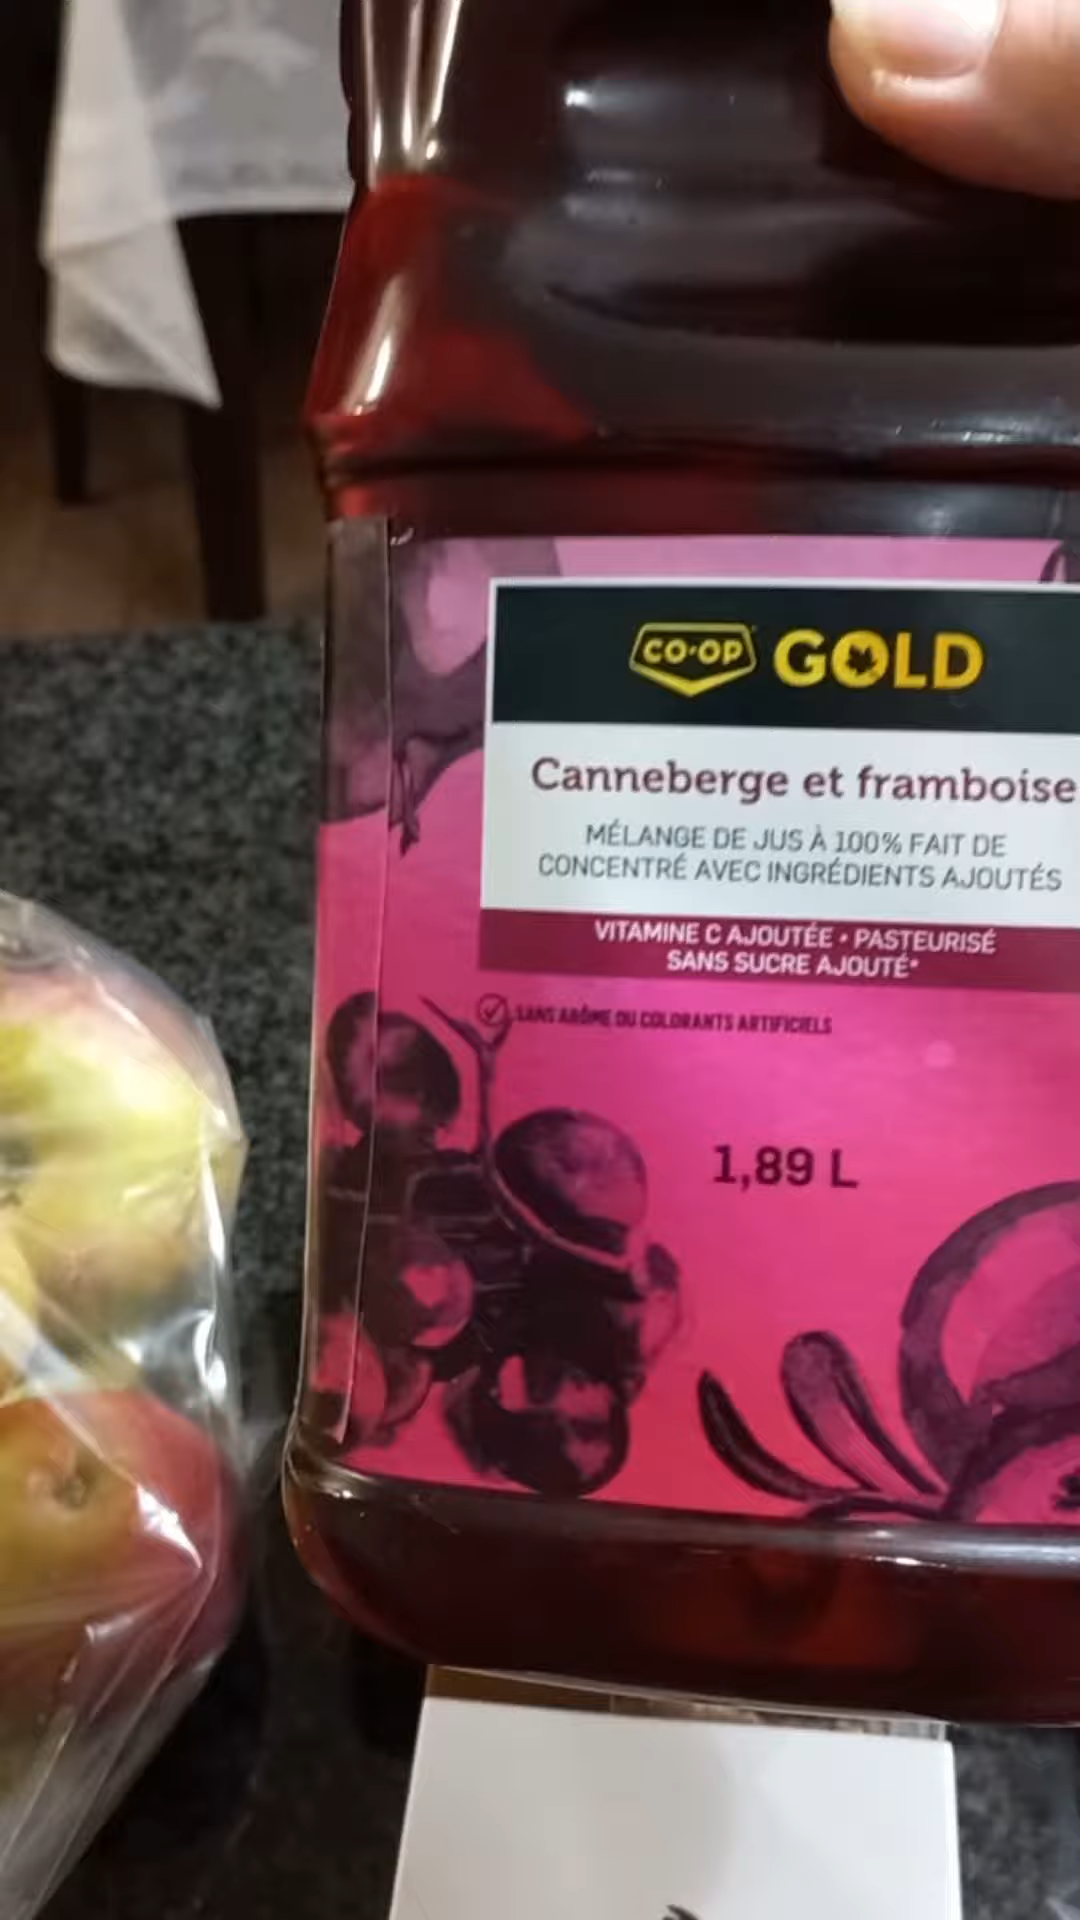 CO-OP GOLD
Canneberge et framboise
MÉLANGE DE JUS À 100% FAIT DE
CONCENTRÉ AVEC INGRÉDIENTS AJOUTÉS
VITAMINE C AJOUTÉE • PASTEURISÉ
SANS SUCRE AJOUTÉ*
SANS ARÔME OU COLORANTS ARTIFICIELS
1,89 L